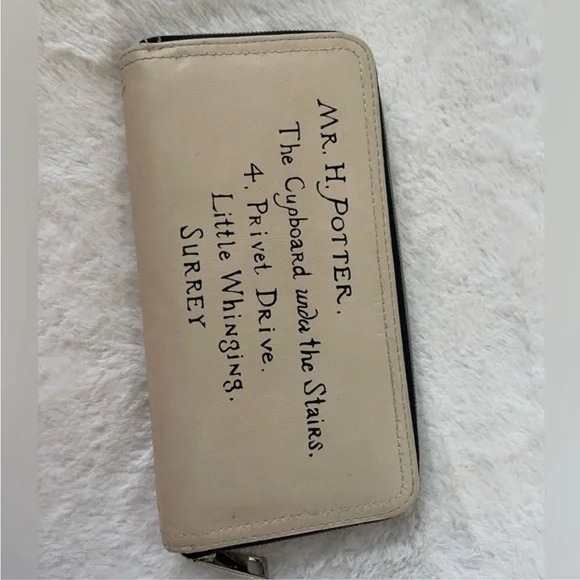 MR. H. POTTER.
The Cupboard under the Stairs.
4. PRivet DRive.
Little Whinging.
SURREY